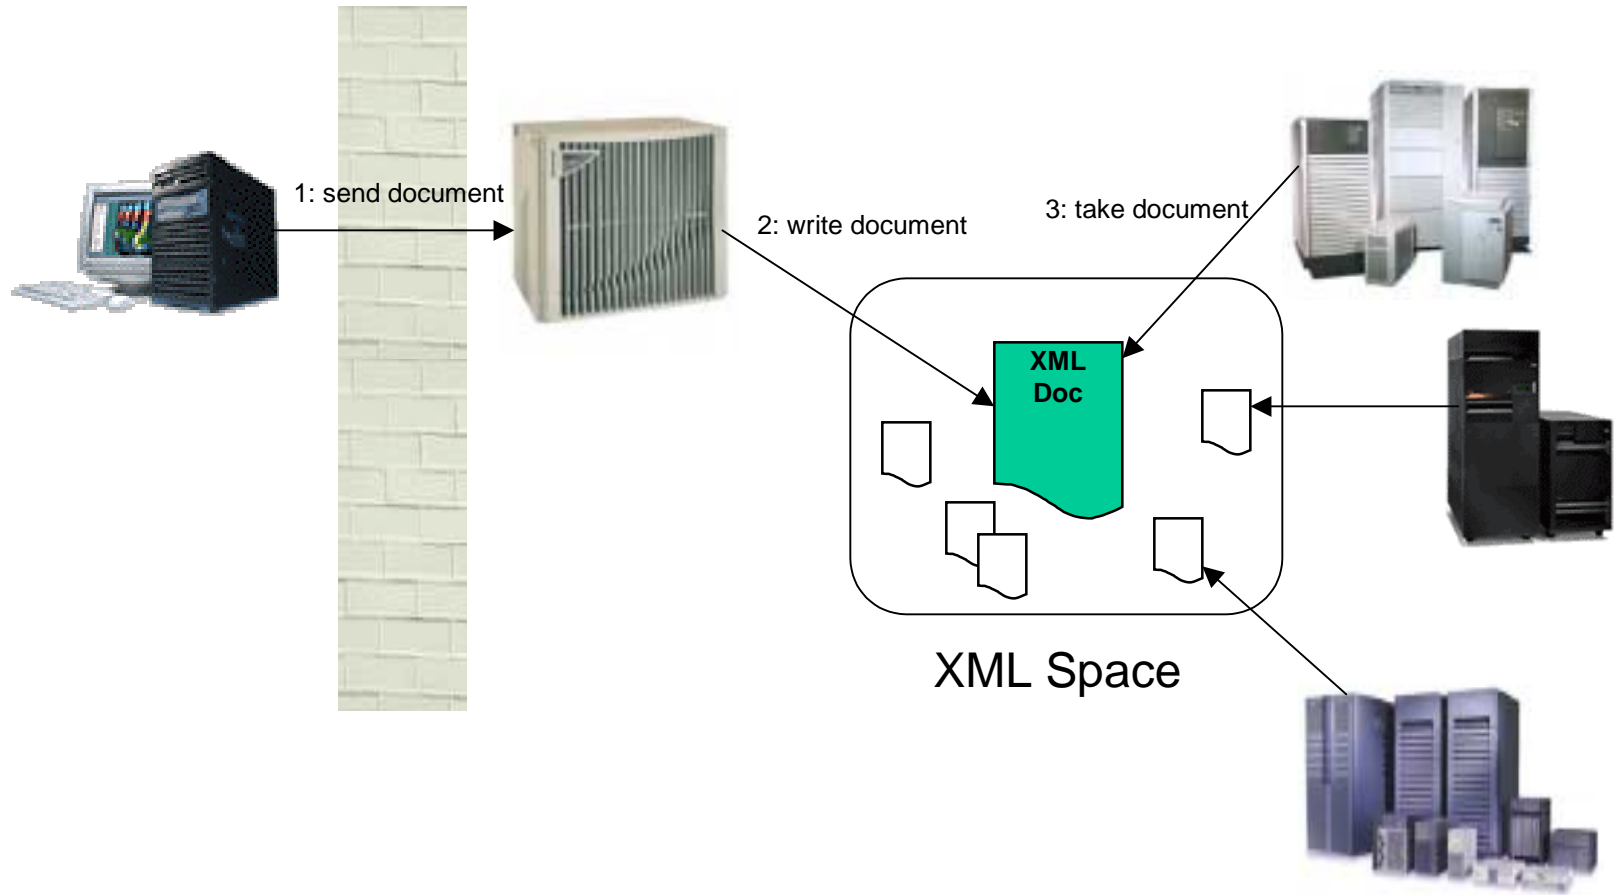 1: send document
2: write document
3: take document
XML
Doc
XML Space